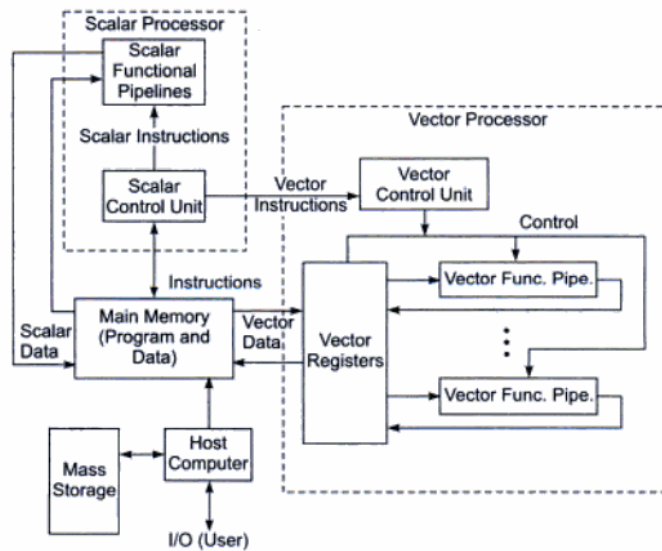 Scalar Processor
Scalar
Functional
Pipelines
Scalar Instructions
Scalar
Control Unit
Vector
Instructions
Vector Processor
Vector
Control Unit
Control
Vector Func. Pipe.
Vector Func. Pipe.
Vector
Registers
Instructions
Main Memory
(Program and
Data)
Scalar
Data
Vector
Data
Mass
Storage
Host
Computer
I/O (User)